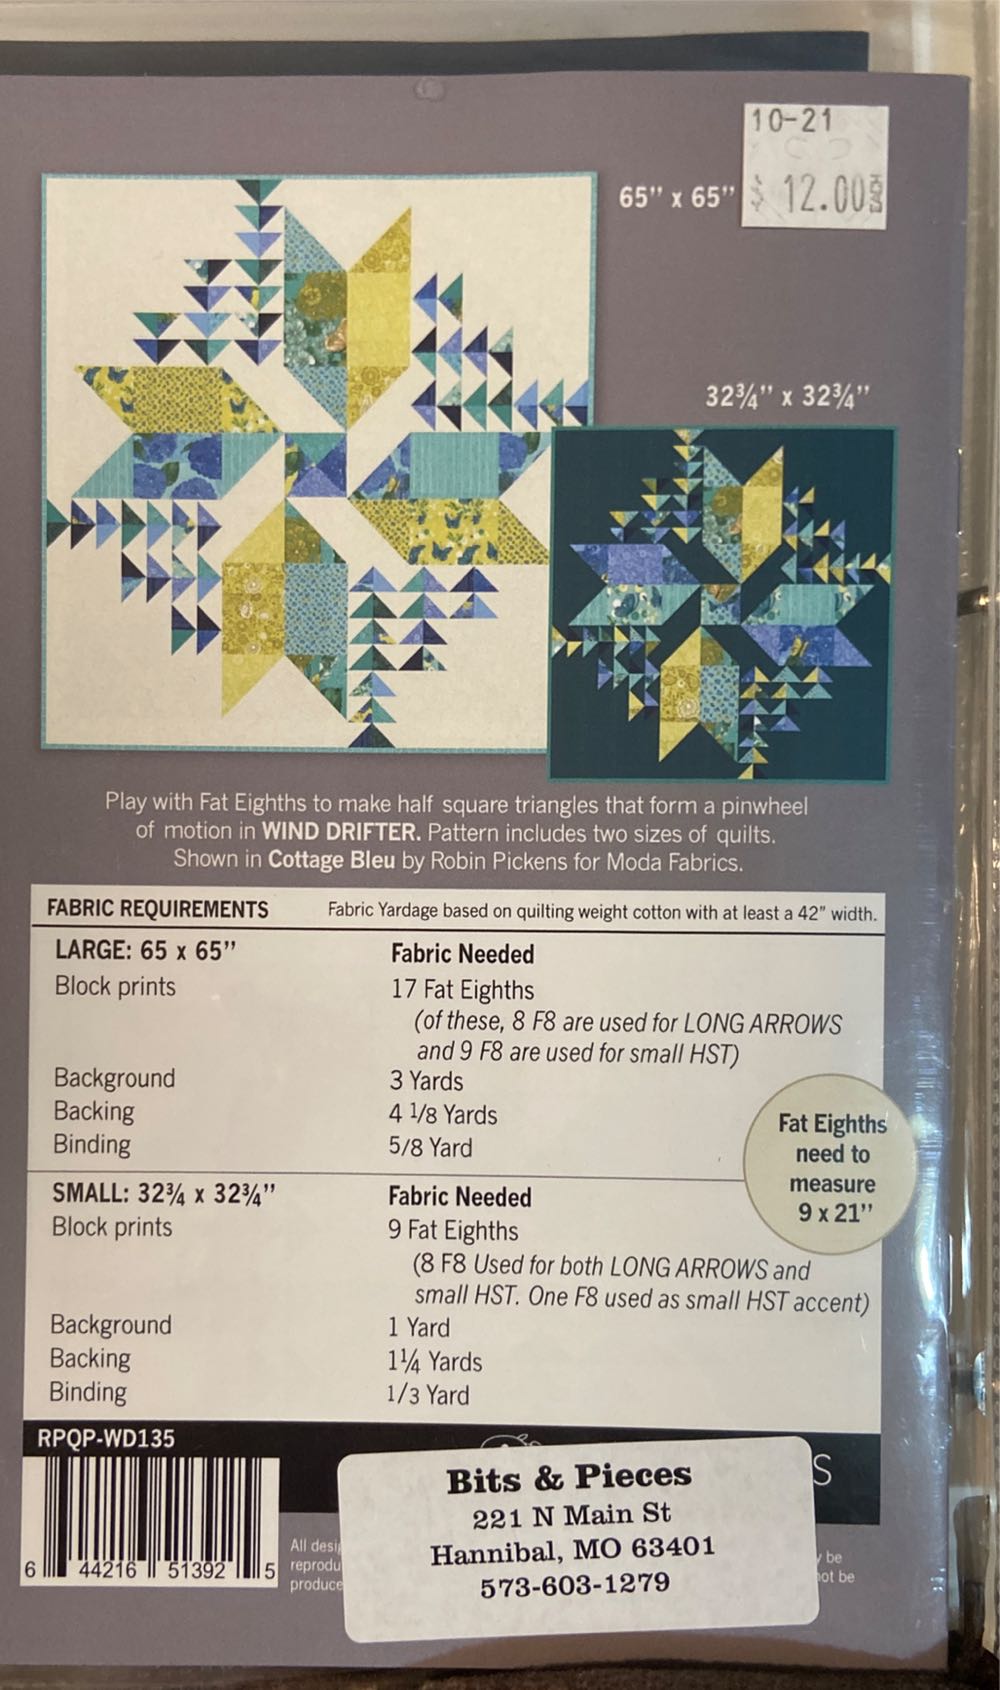 10-21
$ 12.00 EACH
65" x 65"
32¾" x 32¾"
Play with Fat Eighths to make half square triangles that form a pinwheel
of motion in WIND DRIFTER. Pattern includes two sizes of quilts.
Shown in Cottage Bleu by Robin Pickens for Moda Fabrics.
FABRIC REQUIREMENTS Fabric Yardage based on quilting weight cotton with at least a 42" width.
LARGE: 65 x 65" Fabric Needed
Block prints 17 Fat Eighths
(of these, 8 F8 are used for LONG ARROWS
and 9 F8 are used for small HST)
Background 3 Yards
Backing 4 1/8 Yards
Binding 5/8 Yard
Fat Eighths
need to
measure
9 x 21"
SMALL: 32¾ x 32¾" Fabric Needed
Block prints 9 Fat Eighths
(8 F8 Used for both LONG ARROWS and
small HST. One F8 used as small HST accent)
Background 1 Yard
Backing 1¼ Yards
Binding 1/3 Yard
RPQP-WD135
S
Bits & Pieces
221 N Main St
Hannibal, MO 63401
573-603-1279
6 44216 51392 5
All desi
reprodu
produce
be
not be